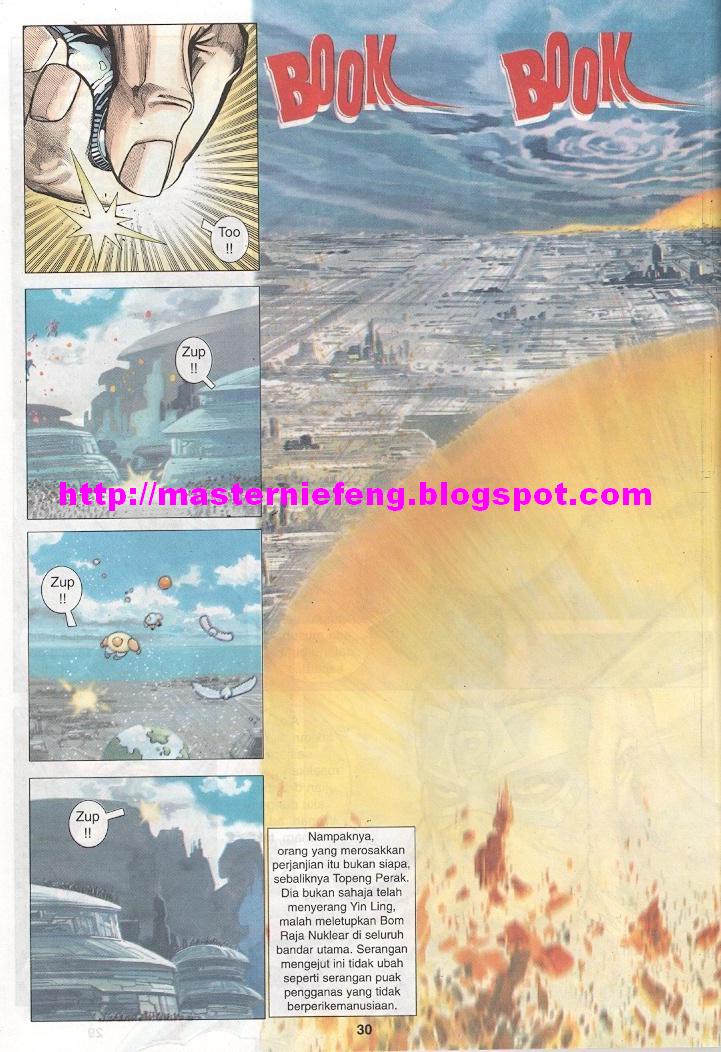 BOOM
BOOM
Too
!!
Zup
!!
Zup
!!
Zup
!!
http://masterniefeng.blogspot.com
Nampaknya,
orang yang merosakkan
perjanjian itu bukan siapa,
sebaliknya Topeng Perak.
Dia bukan sahaja telah
menyerang Yin Ling,
malah meletupkan Bom
Raja Nuklear di seluruh
bandar utama. Serangan
mengejut ini tidak ubah
seperti serangan puak
pengganas yang tidak
berperikemanusiaan.
30